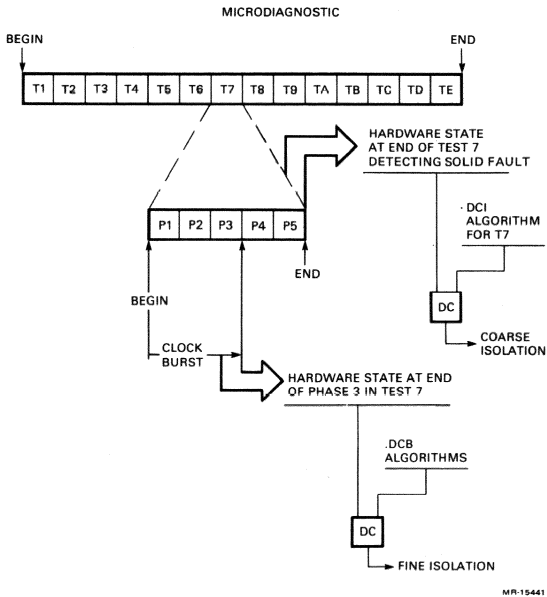 MICRODIAGNOSTIC
BEGIN
END
T1 T2 T3 T4 T5 T6 T7 T8 T9 TA TB TC TD TE
HARDWARE STATE
AT END OF TEST 7
DETECTING SOLID FAULT
P1 P2 P3 P4 P5
.DCI
ALGORITHM
FOR T7
END
BEGIN
DC
COARSE
ISOLATION
CLOCK
BURST
HARDWARE STATE AT END
OF PHASE 3 IN TEST 7
.DCB
ALGORITHMS
DC
FINE ISOLATION
MR-15441